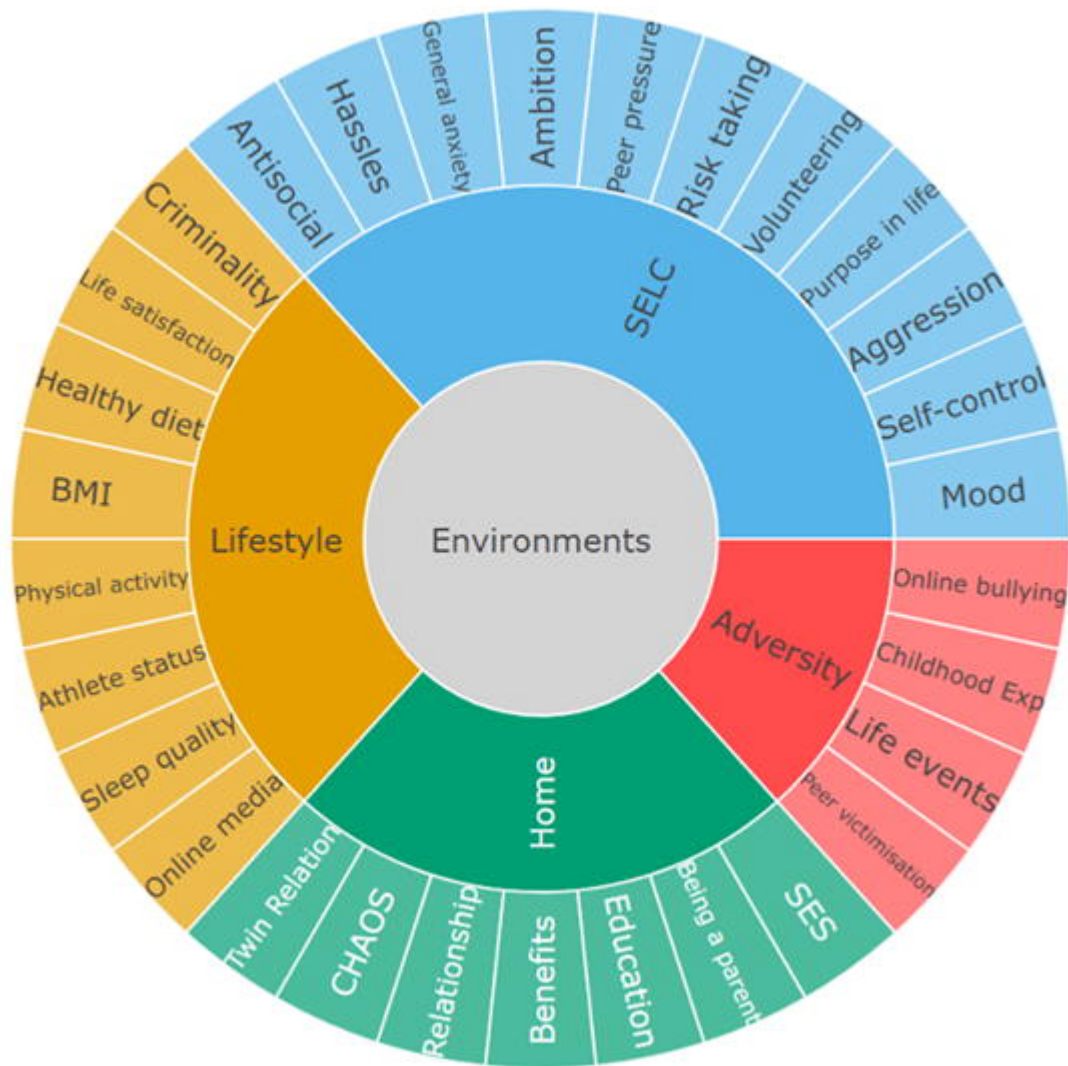 Environments
SELC
Antisocial
Hassles
General anxiety
Ambition
Peer pressure
Risk taking
Volunteering
Purpose in life
Aggression
Self-control
Mood
Adversity
Online bullying
Childhood Exp
Life events
Peer victimisation
Home
SES
Being a parent
Education
Benefits
Relationship
CHAOS
Twin Relation
Lifestyle
Online media
Sleep quality
Athlete status
Physical activity
BMI
Healthy diet
Life satisfaction
Criminality